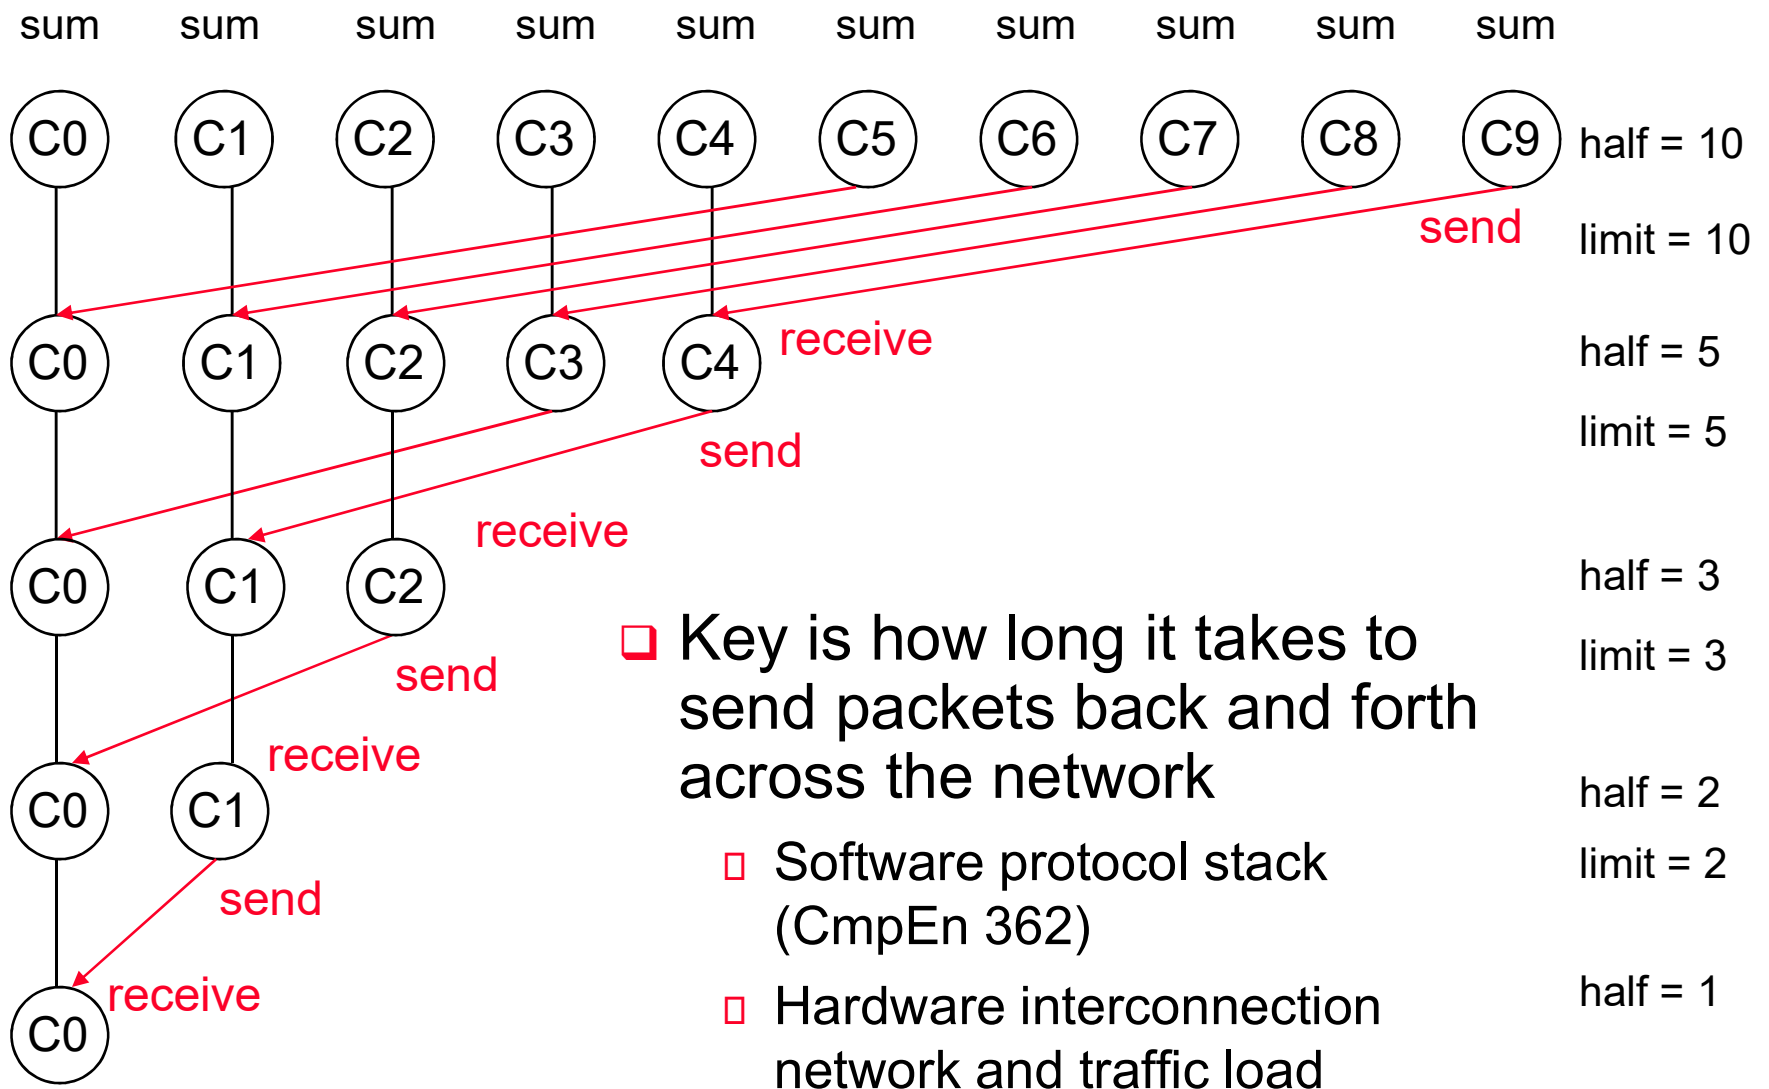 sum sum sum sum sum sum sum sum sum sum
C0 C1 C2 C3 C4 C5 C6 C7 C8 C9 half = 10
send limit = 10
receive
C0 C1 C2 C3 C4 half = 5
send limit = 5
receive
C0 C1 C2 half = 3
send limit = 3
receive
C0 C1 half = 2
send limit = 2
receive half = 1
C0
❑ Key is how long it takes to
send packets back and forth
across the network
Software protocol stack
(CmpEn 362)
Hardware interconnection
network and traffic load